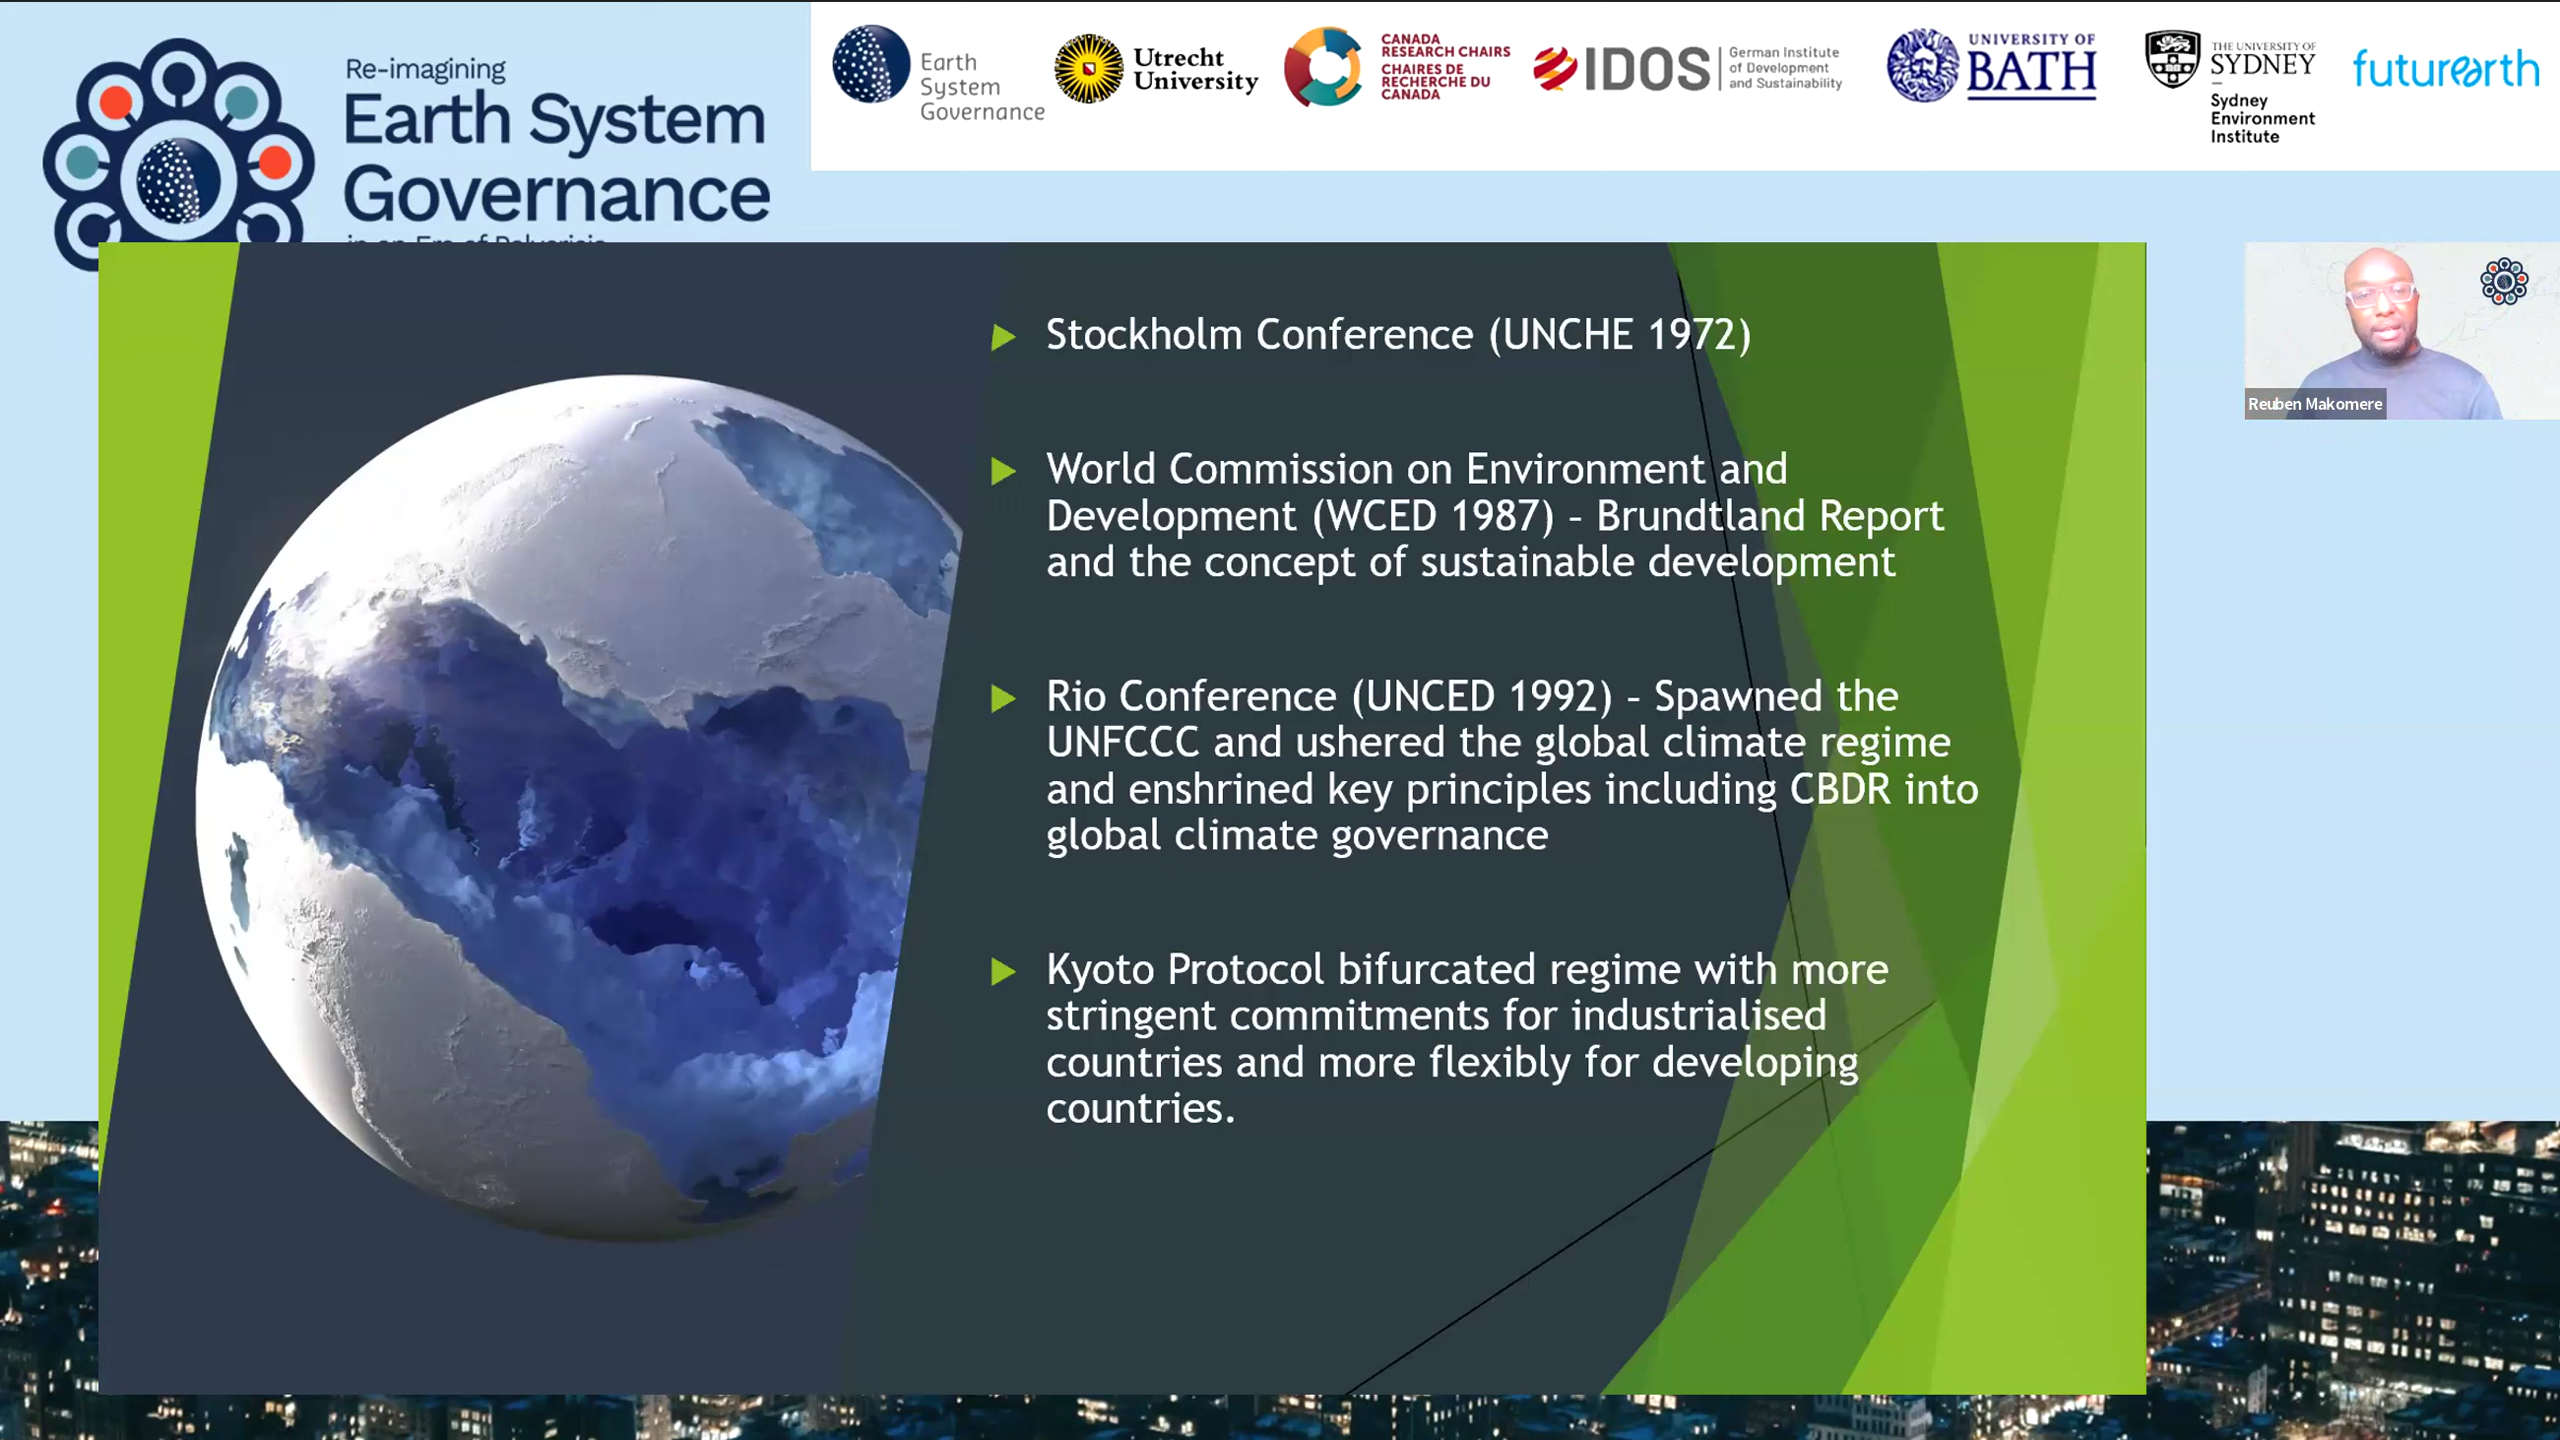 Re-imagining
Earth System
Governance
in an Era of Polycrisis
Earth
System
Governance
Utrecht
University
CANADA
RESEARCH CHAIRS
CHAIRES DE
RECHERCHE DU
CANADA
IDOS
German Institute
of Development
and Sustainability
UNIVERSITY OF
BATH
THE UNIVERSITY OF
SYDNEY
Sydney
Environment
Institute
futurearth
Stockholm Conference (UNCHE 1972)
World Commission on Environment and
Development (WCED 1987) – Brundtland Report
and the concept of sustainable development
Rio Conference (UNCED 1992) – Spawned the
UNFCCC and ushered the global climate regime
and enshrined key principles including CBDR into
global climate governance
Kyoto Protocol bifurcated regime with more
stringent commitments for industrialised
countries and more flexibly for developing
countries.
Reuben Makomere